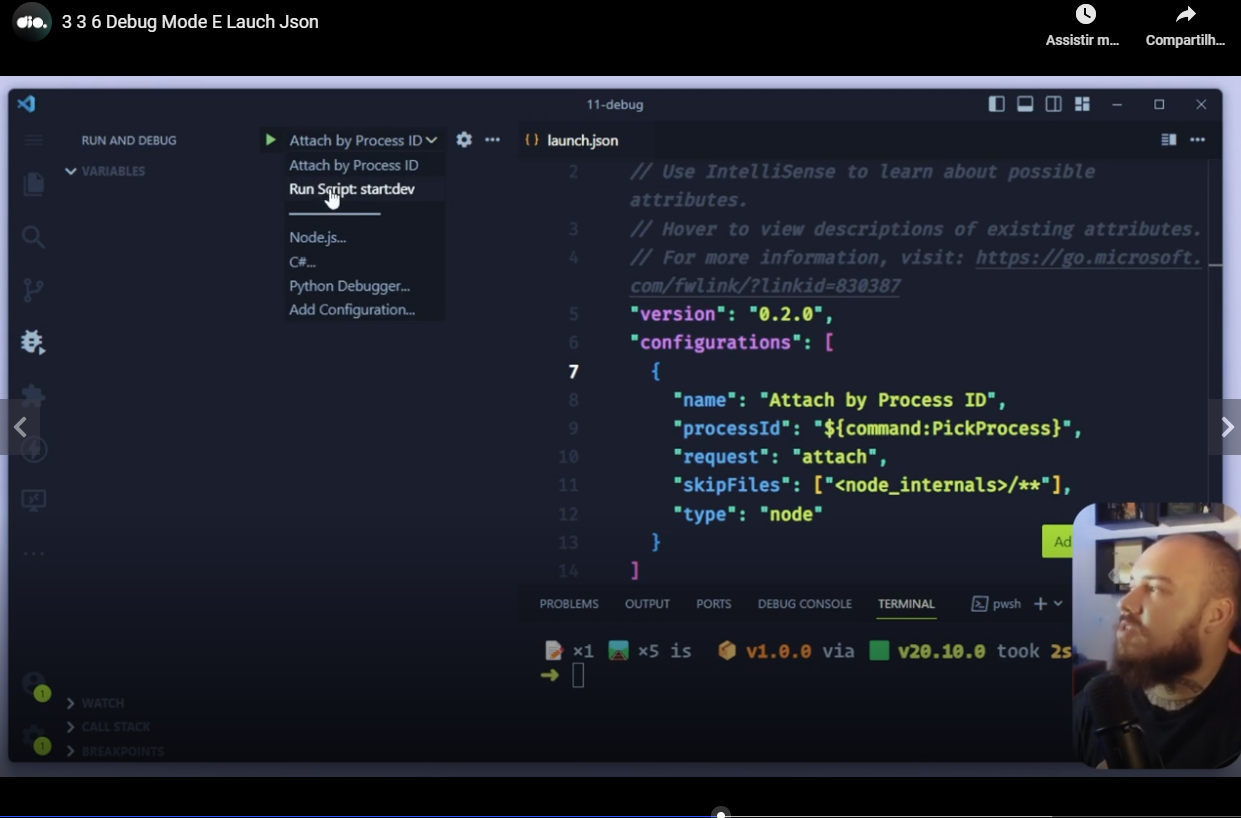 dio.
3 3 6 Debug Mode E Lauch Json
Assistir m...
Compartilh...
11-debug
RUN AND DEBUG
Attach by Process ID
launch.json
VARIABLES
Attach by Process ID
Run Script: start:dev
Node.js...
C#...
Python Debugger...
Add Configuration...
2 // Use IntelliSense to learn about possible
attributes.
3 // Hover to view descriptions of existing attributes.
4 // For more information, visit: https://go.microsoft.
com/fwlink/?linkid=830387
5 "version": "0.2.0",
6 "configurations": [
7 {
8 "name": "Attach by Process ID",
9 "processId": "${command:PickProcess}",
10 "request": "attach",
11 "skipFiles": ["<node_internals>/**"],
12 "type": "node"
13 }
14 ]
Ad
PROBLEMS OUTPUT PORTS DEBUG CONSOLE TERMINAL pwsh
×1 ×5 is v1.0.0 via v20.10.0 took 2s
1
WATCH
CALL STACK
1
BREAKPOINTS